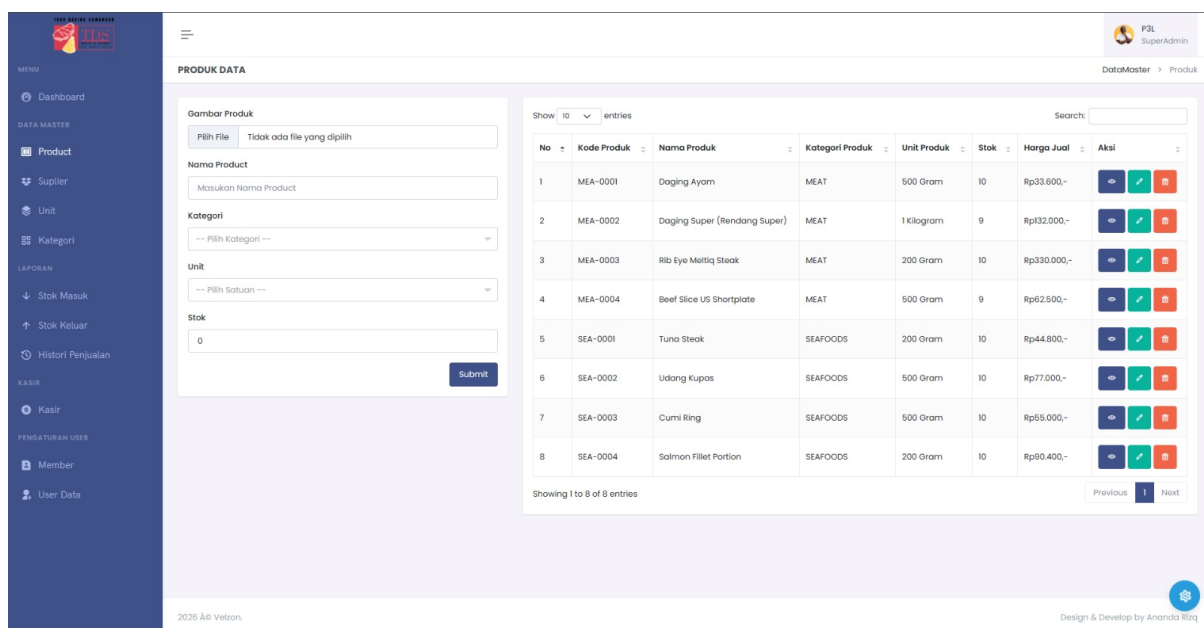 TOKO DAGING SEMARANG
TDS
P3L
SuperAdmin
MENU
PRODUK DATA
DataMaster > Produk
Dashboard
DATA MASTER
Product
Suplier
Unit
Kategori
LAPORAN
Stok Masuk
Stok Keluar
Histori Penjualan
KASIR
Kasir
PENGATURAN USER
Member
User Data
Gambar Produk
Pilih File Tidak ada file yang dipilih
Nama Product
Masukan Nama Product
Kategori
-- Pilih Kategori --
Unit
-- Pilih Satuan --
Stok
0
Submit
Show 10 entries Search:
No Kode Produk Nama Produk Kategori Produk Unit Produk Stok Harga Jual Aksi
1 MEA-0001 Daging Ayam MEAT 500 Gram 10 Rp33.600,-
2 MEA-0002 Daging Super (Rendang Super) MEAT 1 Kilogram 9 Rp132.000,-
3 MEA-0003 Rib Eye Meltiq Steak MEAT 200 Gram 10 Rp330.000,-
4 MEA-0004 Beef Slice US Shortplate MEAT 500 Gram 9 Rp62.500,-
5 SEA-0001 Tuna Steak SEAFOODS 200 Gram 10 Rp44.800,-
6 SEA-0002 Udang Kupas SEAFOODS 500 Gram 10 Rp77.000,-
7 SEA-0003 Cumi Ring SEAFOODS 500 Gram 10 Rp55.000,-
8 SEA-0004 Salmon Fillet Portion SEAFOODS 200 Gram 10 Rp90.400,-
Showing 1 to 8 of 8 entries
Previous 1 Next
2026 Â© Velzon.
Design & Develop by Ananda Rizq